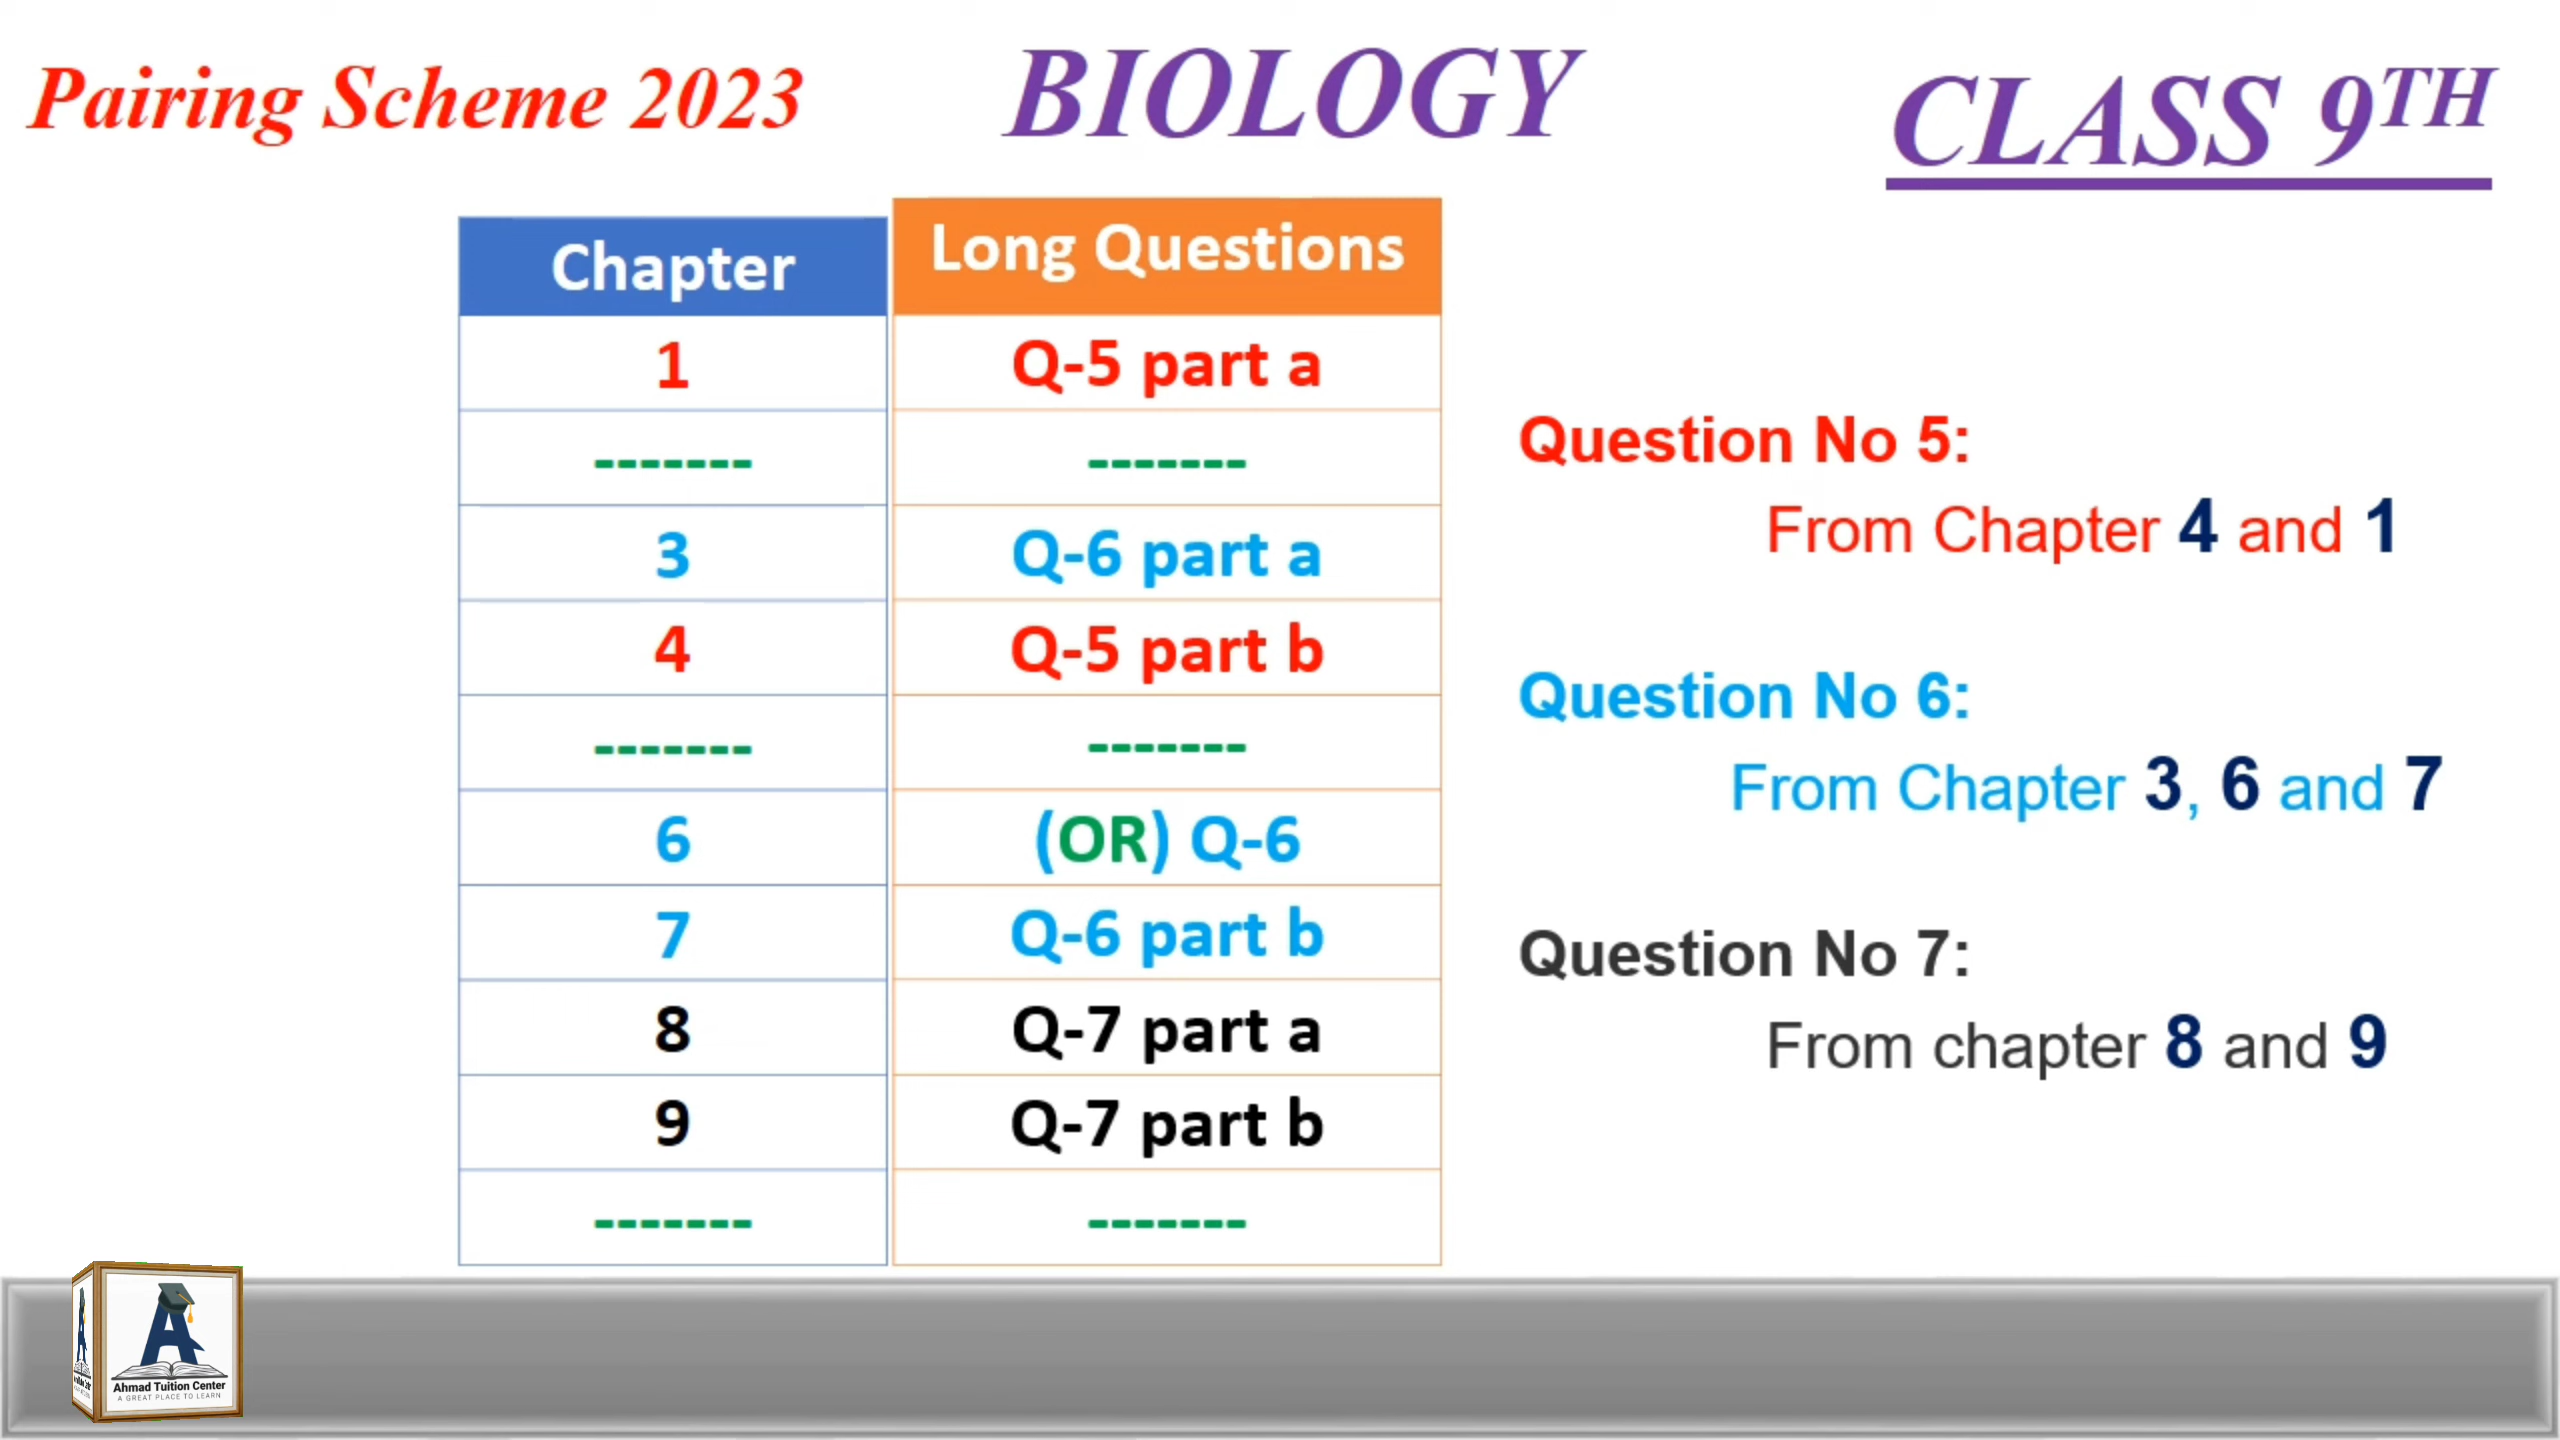 Pairing Scheme 2023
BIOLOGY
CLASS 9TH
Chapter Long Questions
1 Q-5 part a
------- -------
3 Q-6 part a
4 Q-5 part b
------- -------
6 (OR) Q-6
7 Q-6 part b
8 Q-7 part a
9 Q-7 part b
------- -------
Question No 5:
From Chapter 4 and 1
Question No 6:
From Chapter 3, 6 and 7
Question No 7:
From chapter 8 and 9
Ahmad Tuition Center
A GREAT PLACE TO LEARN